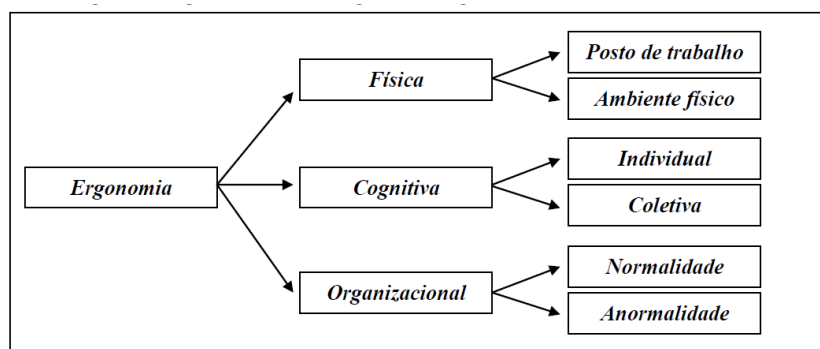 Posto de trabalho
Física
Ambiente físico
Individual
Ergonomia
Cognitiva
Coletiva
Normalidade
Organizacional
Anormalidade